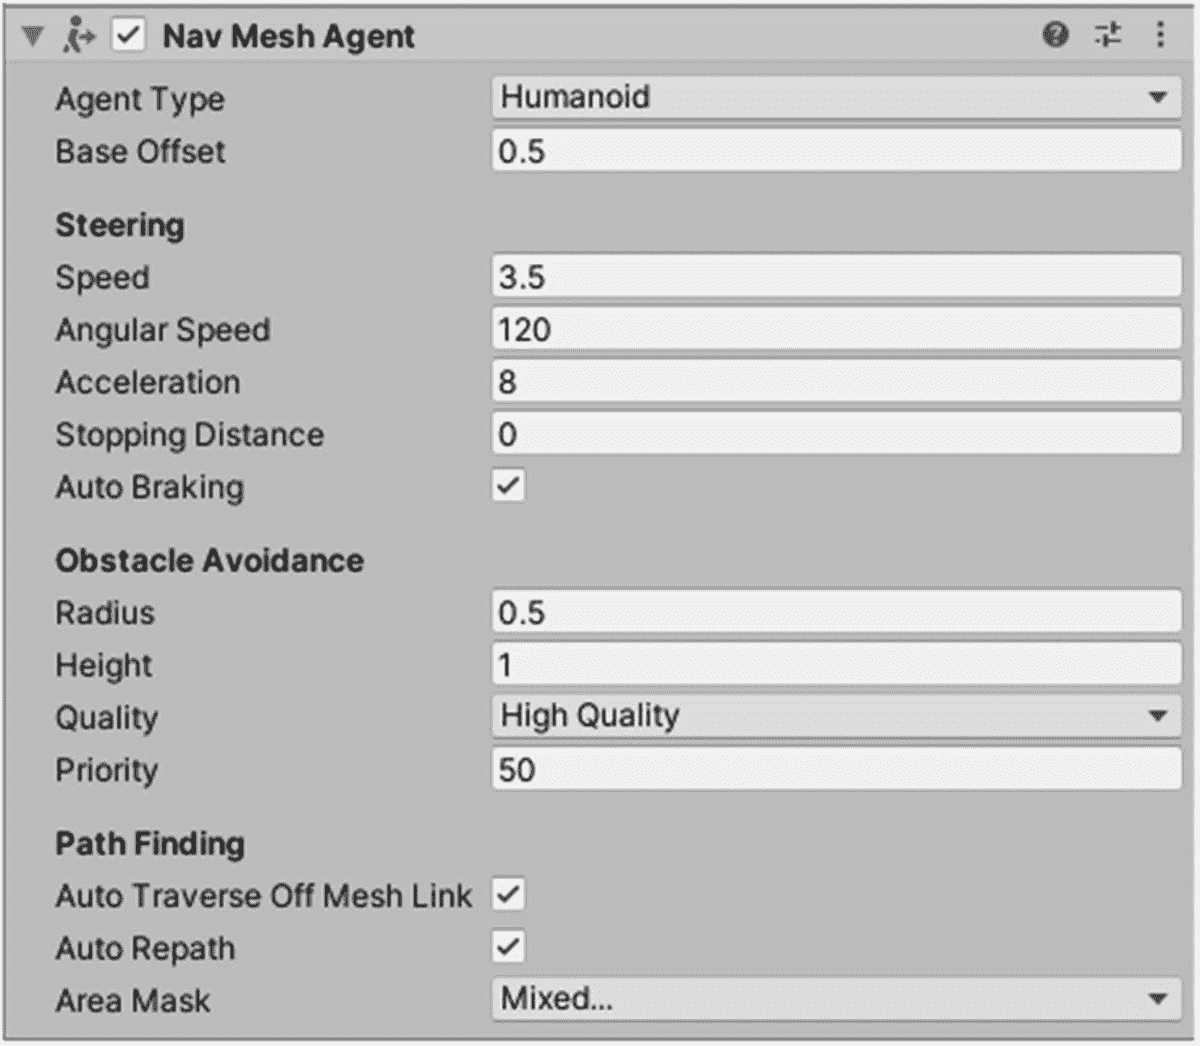 Nav Mesh Agent
Agent Type Humanoid
Base Offset 0.5
Steering
Speed 3.5
Angular Speed 120
Acceleration 8
Stopping Distance 0
Auto Braking
Obstacle Avoidance
Radius 0.5
Height 1
Quality High Quality
Priority 50
Path Finding
Auto Traverse Off Mesh Link
Auto Repath
Area Mask Mixed...